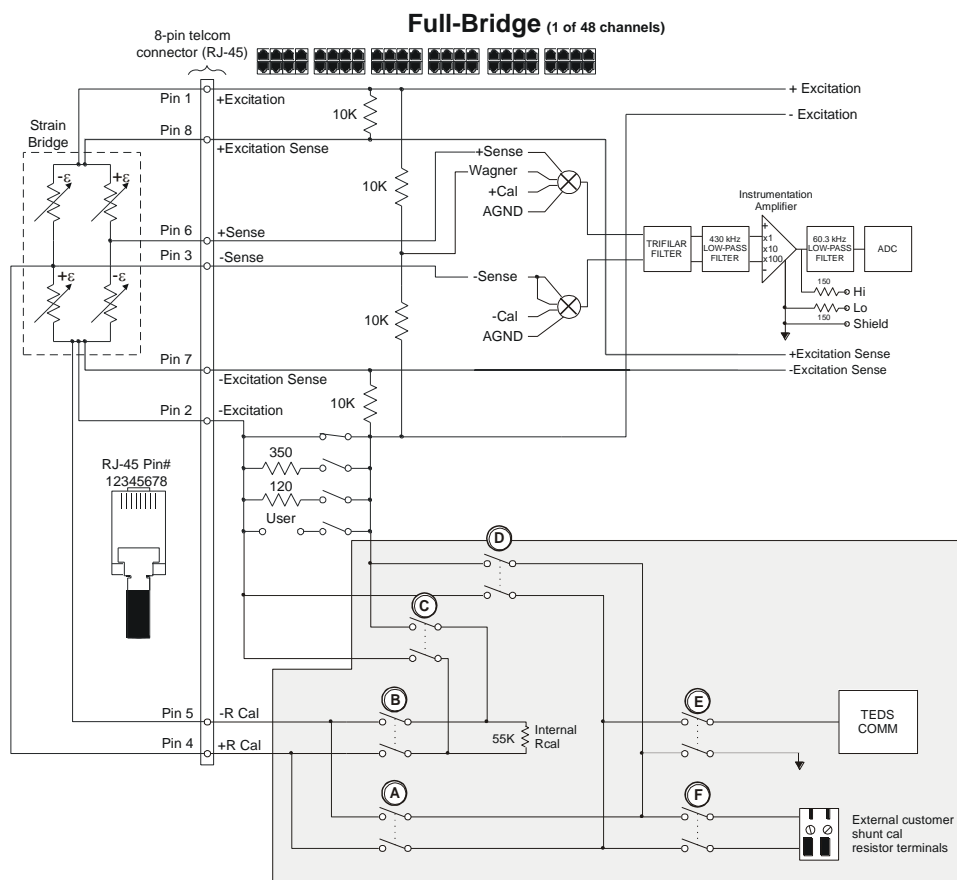 Full-Bridge (1 of 48 channels)
8-pin telcom
connector (RJ-45)
Pin 1
+Excitation
+ Excitation
- Excitation
10K
Pin 8
+Excitation Sense
Strain
Bridge
-ε
+ε
10K
+Sense
Wagner
+Cal
AGND
Instrumentation
Amplifier
Pin 6
+Sense
Pin 3
-Sense
+
x1
x10
x100
-
TRIFILAR
FILTER
430 kHz
LOW-PASS
FILTER
60.3 kHz
LOW-PASS
FILTER
ADC
+ε
-ε
-Sense
-Cal
AGND
10K
150
Hi
Lo
150
Shield
Pin 7
-Excitation Sense
+Excitation Sense
-Excitation Sense
Pin 2
-Excitation
10K
350
120
User
RJ-45 Pin#
12345678
D
C
B
E
Pin 5
-R Cal
Pin 4
+R Cal
55K
Internal
Rcal
TEDS
COMM
A
F
External customer
shunt cal
resistor terminals